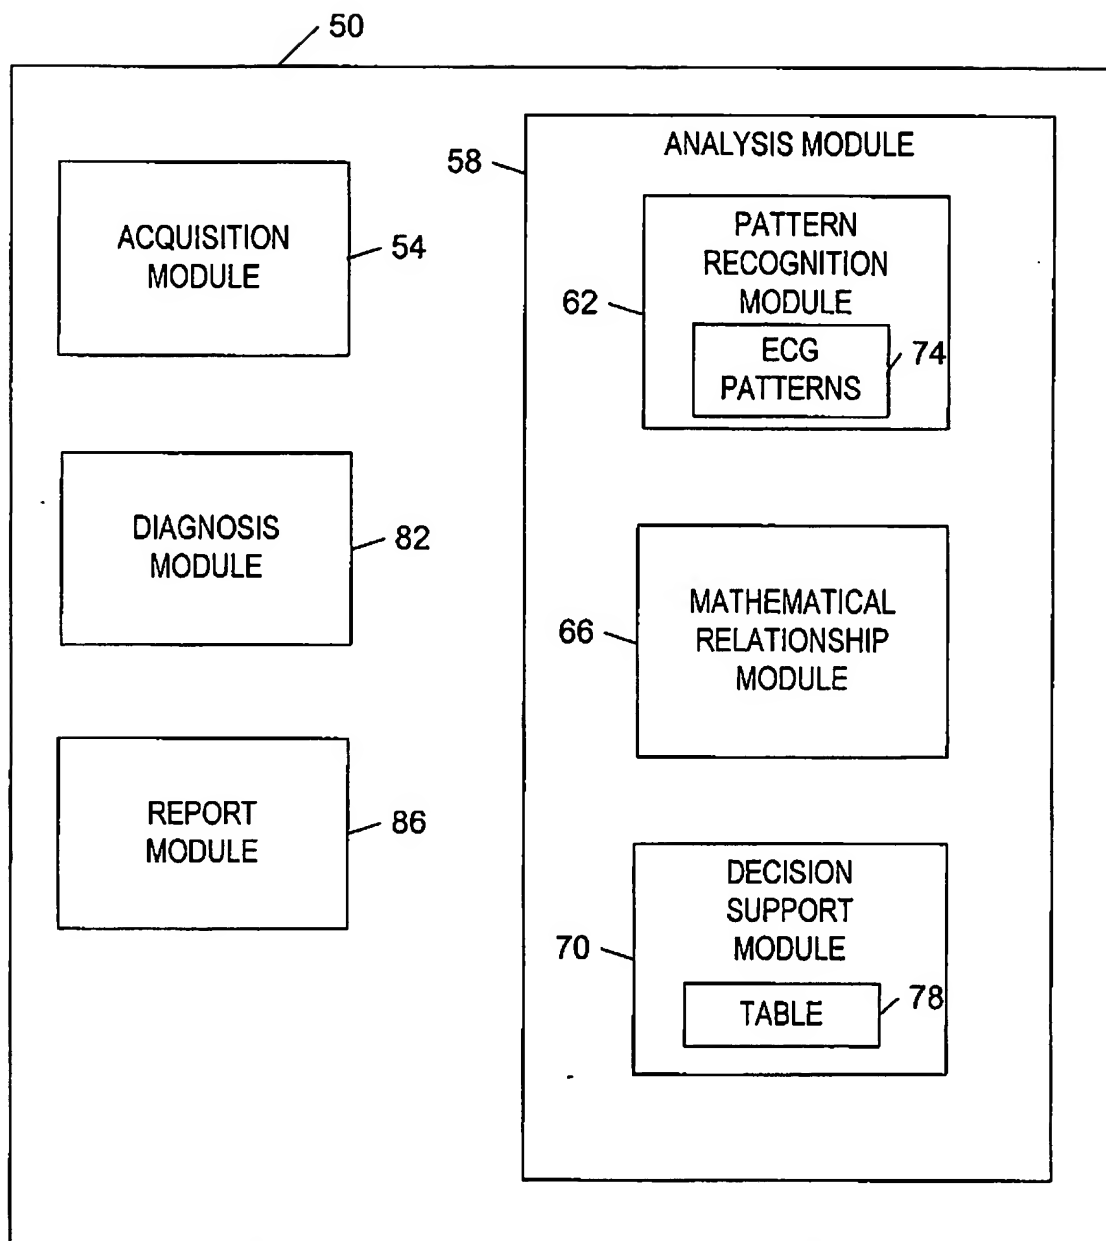 50
ACQUISITION
MODULE
54
DIAGNOSIS
MODULE
82
REPORT
MODULE
86
58
ANALYSIS MODULE
PATTERN
RECOGNITION
MODULE
62
ECG
PATTERNS
74
MATHEMATICAL
RELATIONSHIP
MODULE
66
DECISION
SUPPORT
MODULE
70
TABLE
78